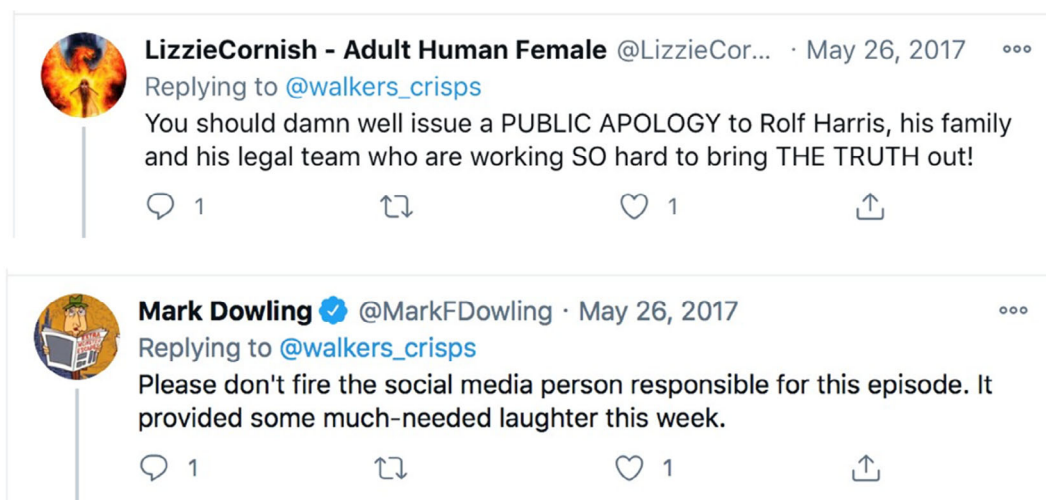 LizzieCornish - Adult Human Female @LizzieCor... · May 26, 2017
Replying to @walkers_crisps
You should damn well issue a PUBLIC APOLOGY to Rolf Harris, his family
and his legal team who are working SO hard to bring THE TRUTH out!
1 1
Mark Dowling @MarkFDowling · May 26, 2017
Replying to @walkers_crisps
Please don't fire the social media person responsible for this episode. It
provided some much-needed laughter this week.
1 1